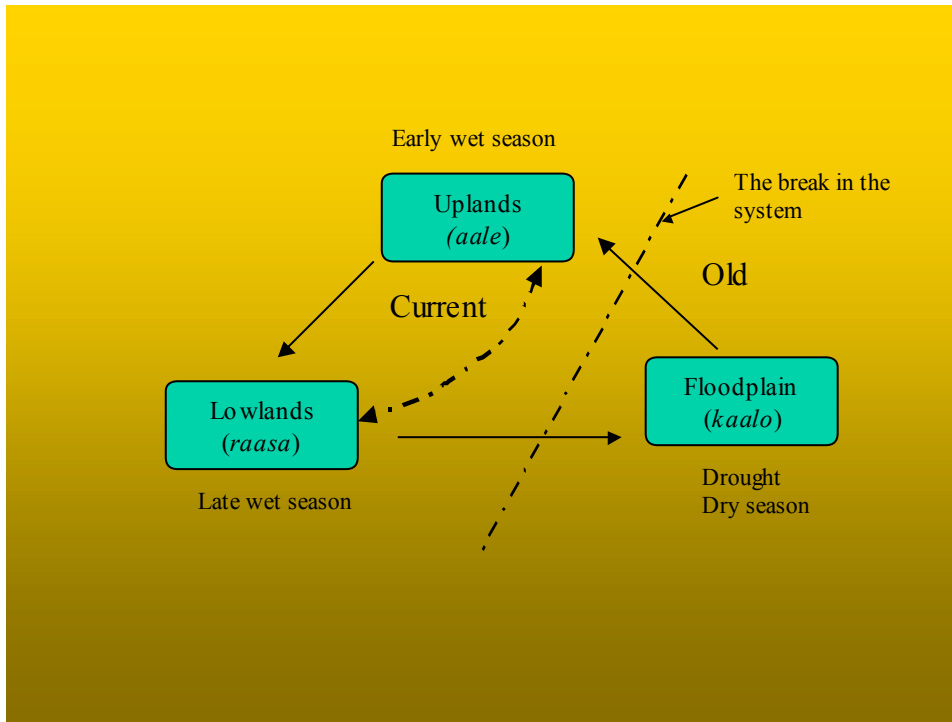 Early wet season
Uplands
(aale)
The break in the
system
Old
Current
Lowlands
(raasa)
Late wet season
Floodplain
(kaalo)
Drought
Dry season